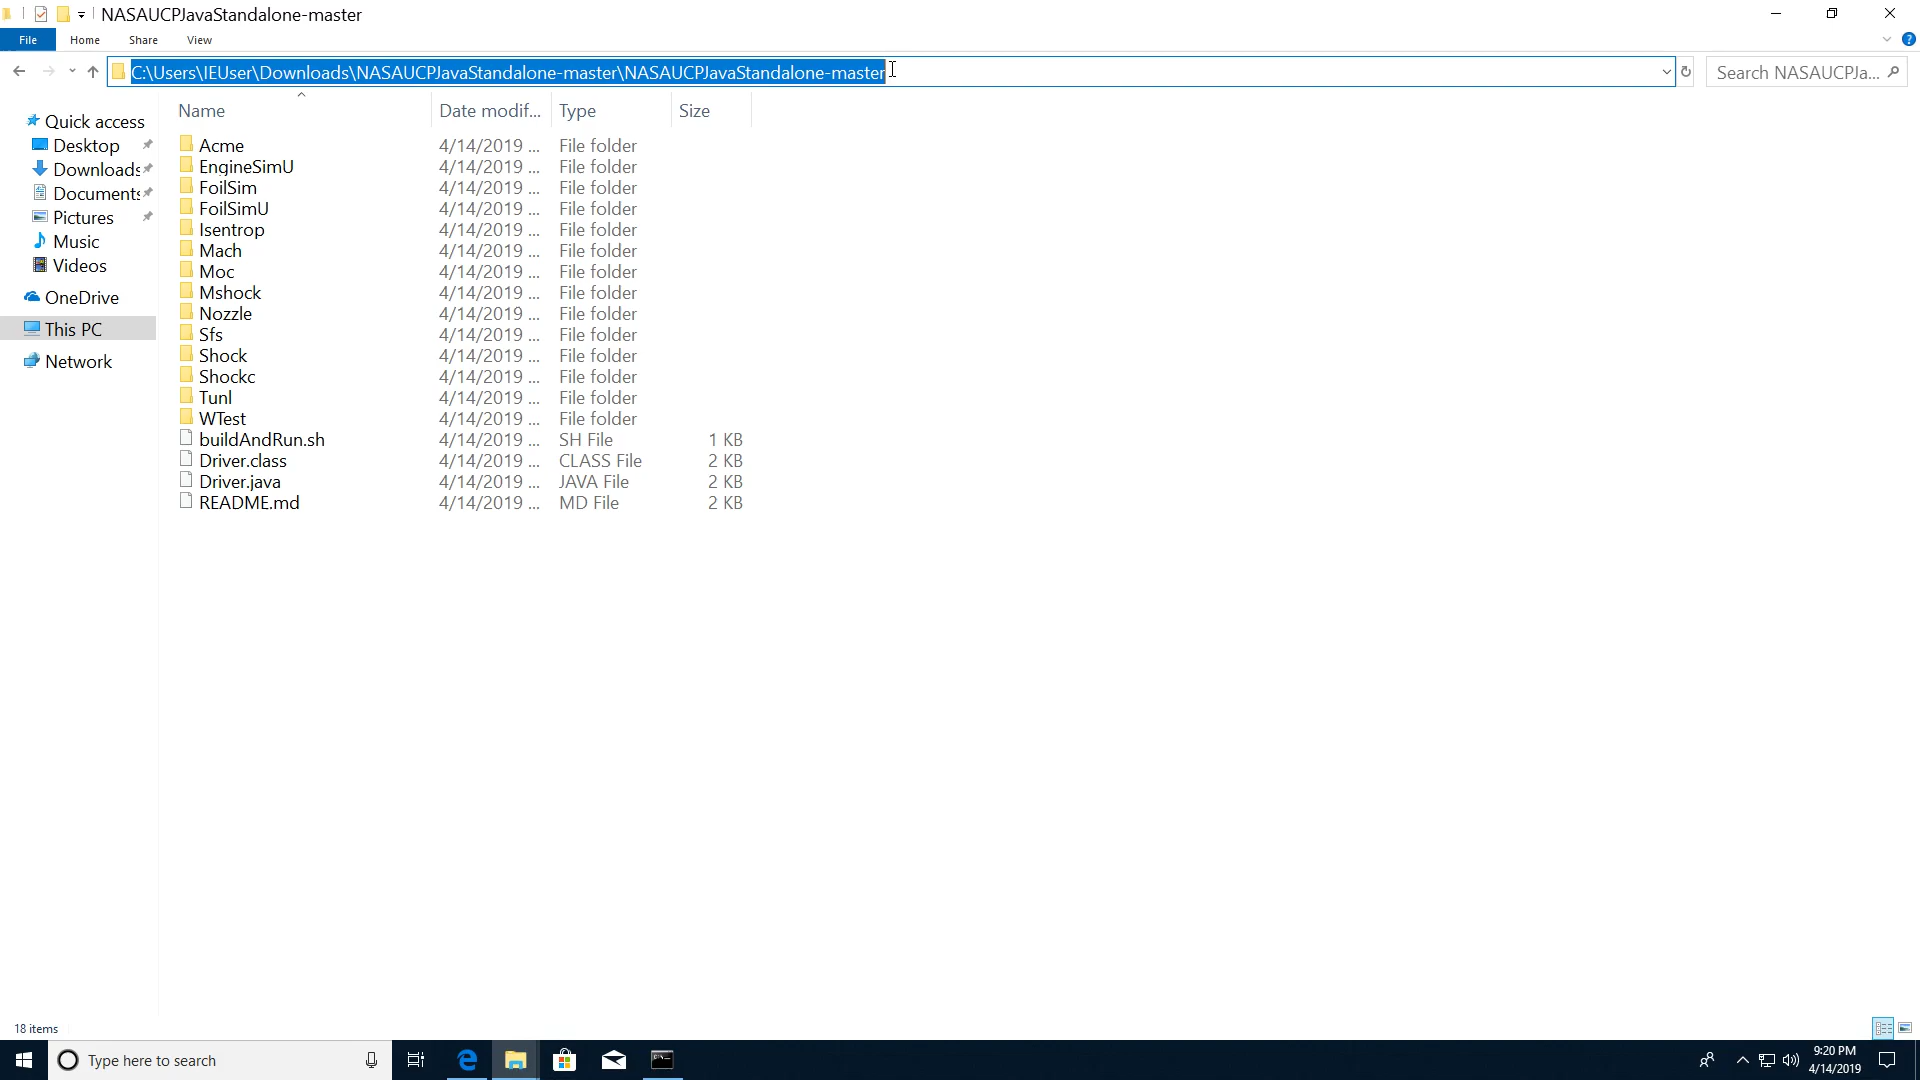 NASAUCPJavaStandalone-master
File Home Share View
C:\Users\IEUser\Downloads\NASAUCPJavaStandalone-master\NASAUCPJavaStandalone-master
Search NASAUCPJa...
Name Date modif... Type Size
Quick access
Desktop
Downloads
Documents
Pictures
Music
Videos
OneDrive
This PC
Network
Acme 4/14/2019 ... File folder
EngineSimU 4/14/2019 ... File folder
FoilSim 4/14/2019 ... File folder
FoilSimU 4/14/2019 ... File folder
Isentrop 4/14/2019 ... File folder
Mach 4/14/2019 ... File folder
Moc 4/14/2019 ... File folder
Mshock 4/14/2019 ... File folder
Nozzle 4/14/2019 ... File folder
Sfs 4/14/2019 ... File folder
Shock 4/14/2019 ... File folder
Shockc 4/14/2019 ... File folder
Tunl 4/14/2019 ... File folder
WTest 4/14/2019 ... File folder
buildAndRun.sh 4/14/2019 ... SH File 1 KB
Driver.class 4/14/2019 ... CLASS File 2 KB
Driver.java 4/14/2019 ... JAVA File 2 KB
README.md 4/14/2019 ... MD File 2 KB
18 items
Type here to search
9:20 PM
4/14/2019